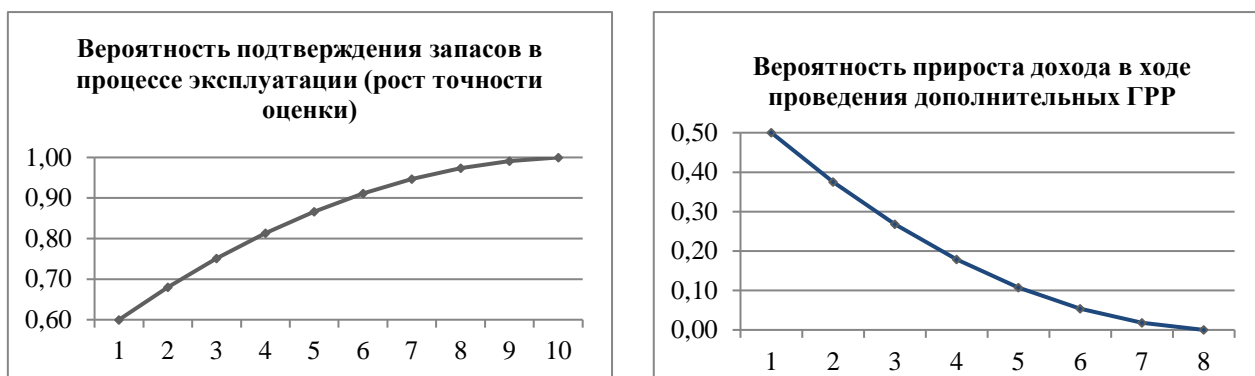 Вероятность подтверждения запасов в
процессе эксплуатации (рост точности
оценки)
1,00
0,90
0,80
0,70
0,60
1 2 3 4 5 6 7 8 9 10
Вероятность прироста дохода в ходе
проведения дополнительных ГРР
0,50
0,40
0,30
0,20
0,10
0,00
1 2 3 4 5 6 7 8